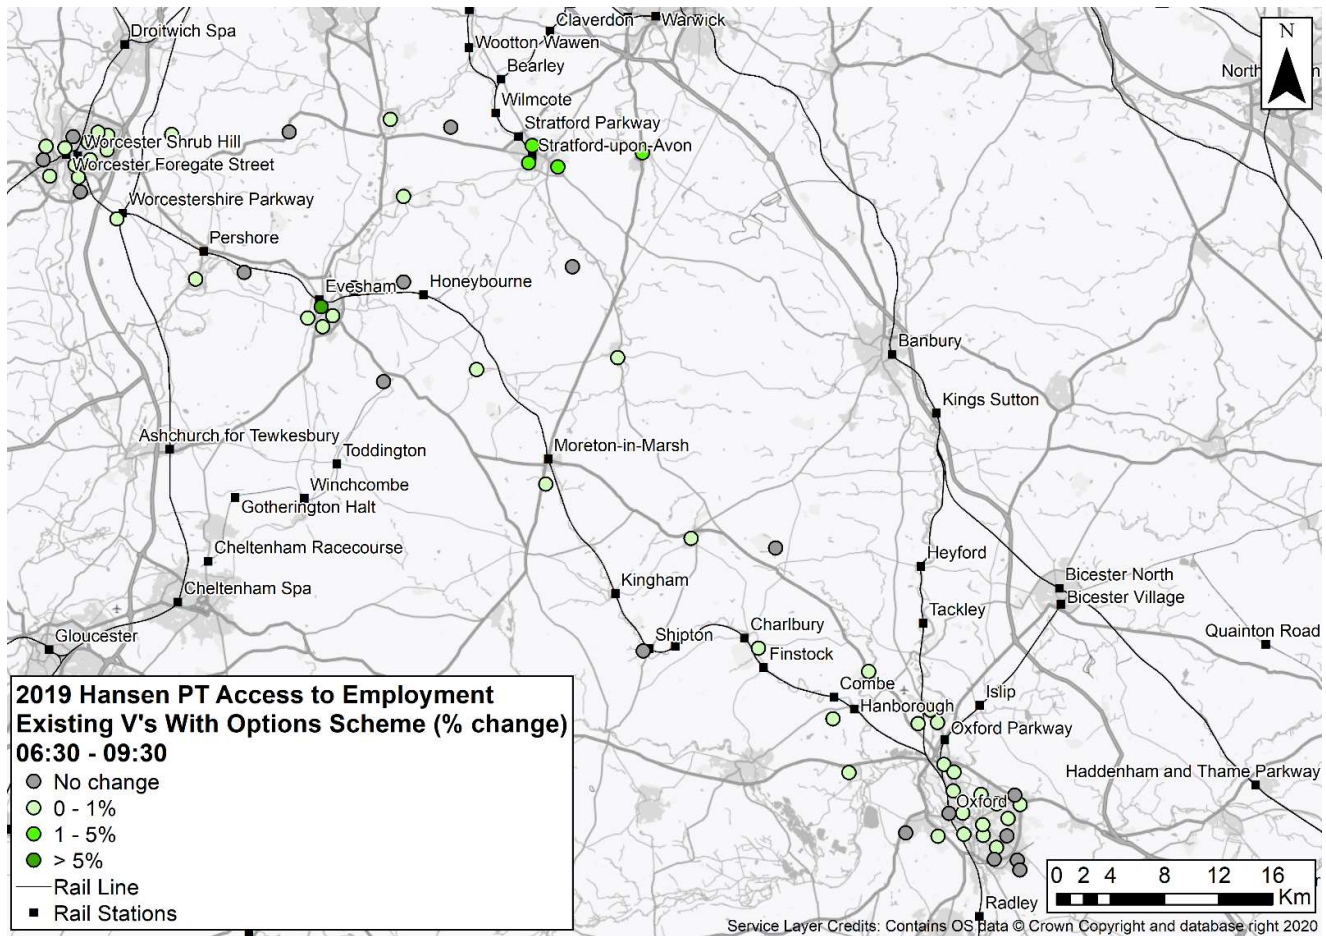 Claverdon
Warwick
Droitwich Spa
Wootton Wawen
N
Bearley
North
Wilmcote
Stratford Parkway
Worcester Shrub Hill
Stratford-upon-Avon
Worcester Foregate Street
Worcestershire Parkway
Pershore
Evesham
Honeybourne
Banbury
Kings Sutton
Ashchurch for Tewkesbury
Moreton-in-Marsh
Toddington
Winchcombe
Gotherington Halt
Cheltenham Racecourse
Heyford
Kingham
Bicester North
Cheltenham Spa
Bicester Village
Tackley
Gloucester
Shipton
Charlbury
Quainton Road
Finstock
Combe
Islip
Hanborough
Oxford Parkway
Haddenham and Thame Parkway
Oxford
Radley
2019 Hansen PT Access to Employment
Existing V's With Options Scheme (% change)
06:30 - 09:30
No change
0 - 1%
1 - 5%
> 5%
Rail Line
Rail Stations
0 2 4 8 12 16
Km
Service Layer Credits: Contains OS data © Crown Copyright and database right 2020